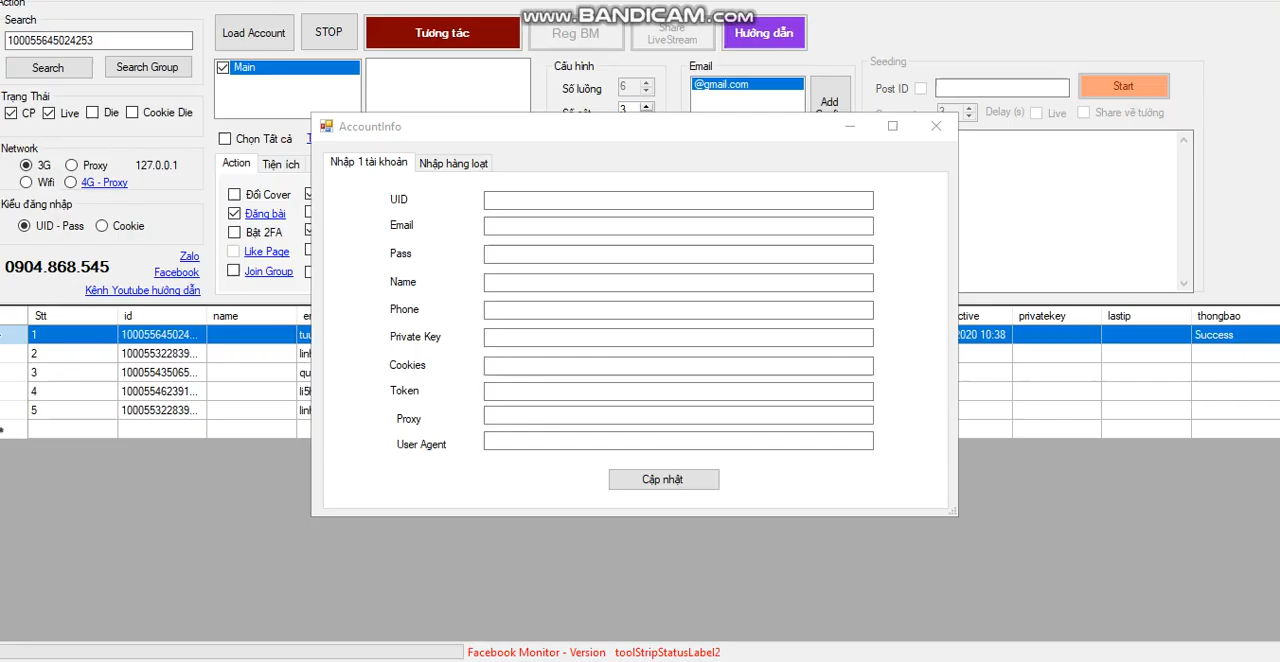 Action
www.BANDICAM.com
Search
100055645024253
Search
Search Group
Load Account
STOP
Tương tác
Reg BM
Share
LiveStream
Hướng dẫn
Main
Cấu hình
Số luồng
6
3
Email
@gmail.com
Add
Seeding
Post ID
Start
3
Delay (s)
Live
Share về tường
Trạng Thái
CP
Live
Die
Cookie Die
Network
3G
Proxy
127.0.0.1
Wifi
4G - Proxy
Kiểu đăng nhập
UID - Pass
Cookie
Zalo
0904.868.545
Facebook
Kênh Youtube hướng dẫn
Chọn Tất cả
Action
Tiện ích
Đổi Cover
Đăng bài
Bật 2FA
Like Page
Join Group
AccountInfo
Nhập 1 tài khoản
Nhập hàng loạt
UID
Email
Pass
Name
Phone
Private Key
Cookies
Token
Proxy
User Agent
Cập nhật
Stt
id
name
privatekey
lastip
thongbao
1
100055645024...
2020 10:38
Success
2
100055322839...
3
100055435065...
4
100055462391...
5
100055322839...
Facebook Monitor - Version
toolStripStatusLabel2